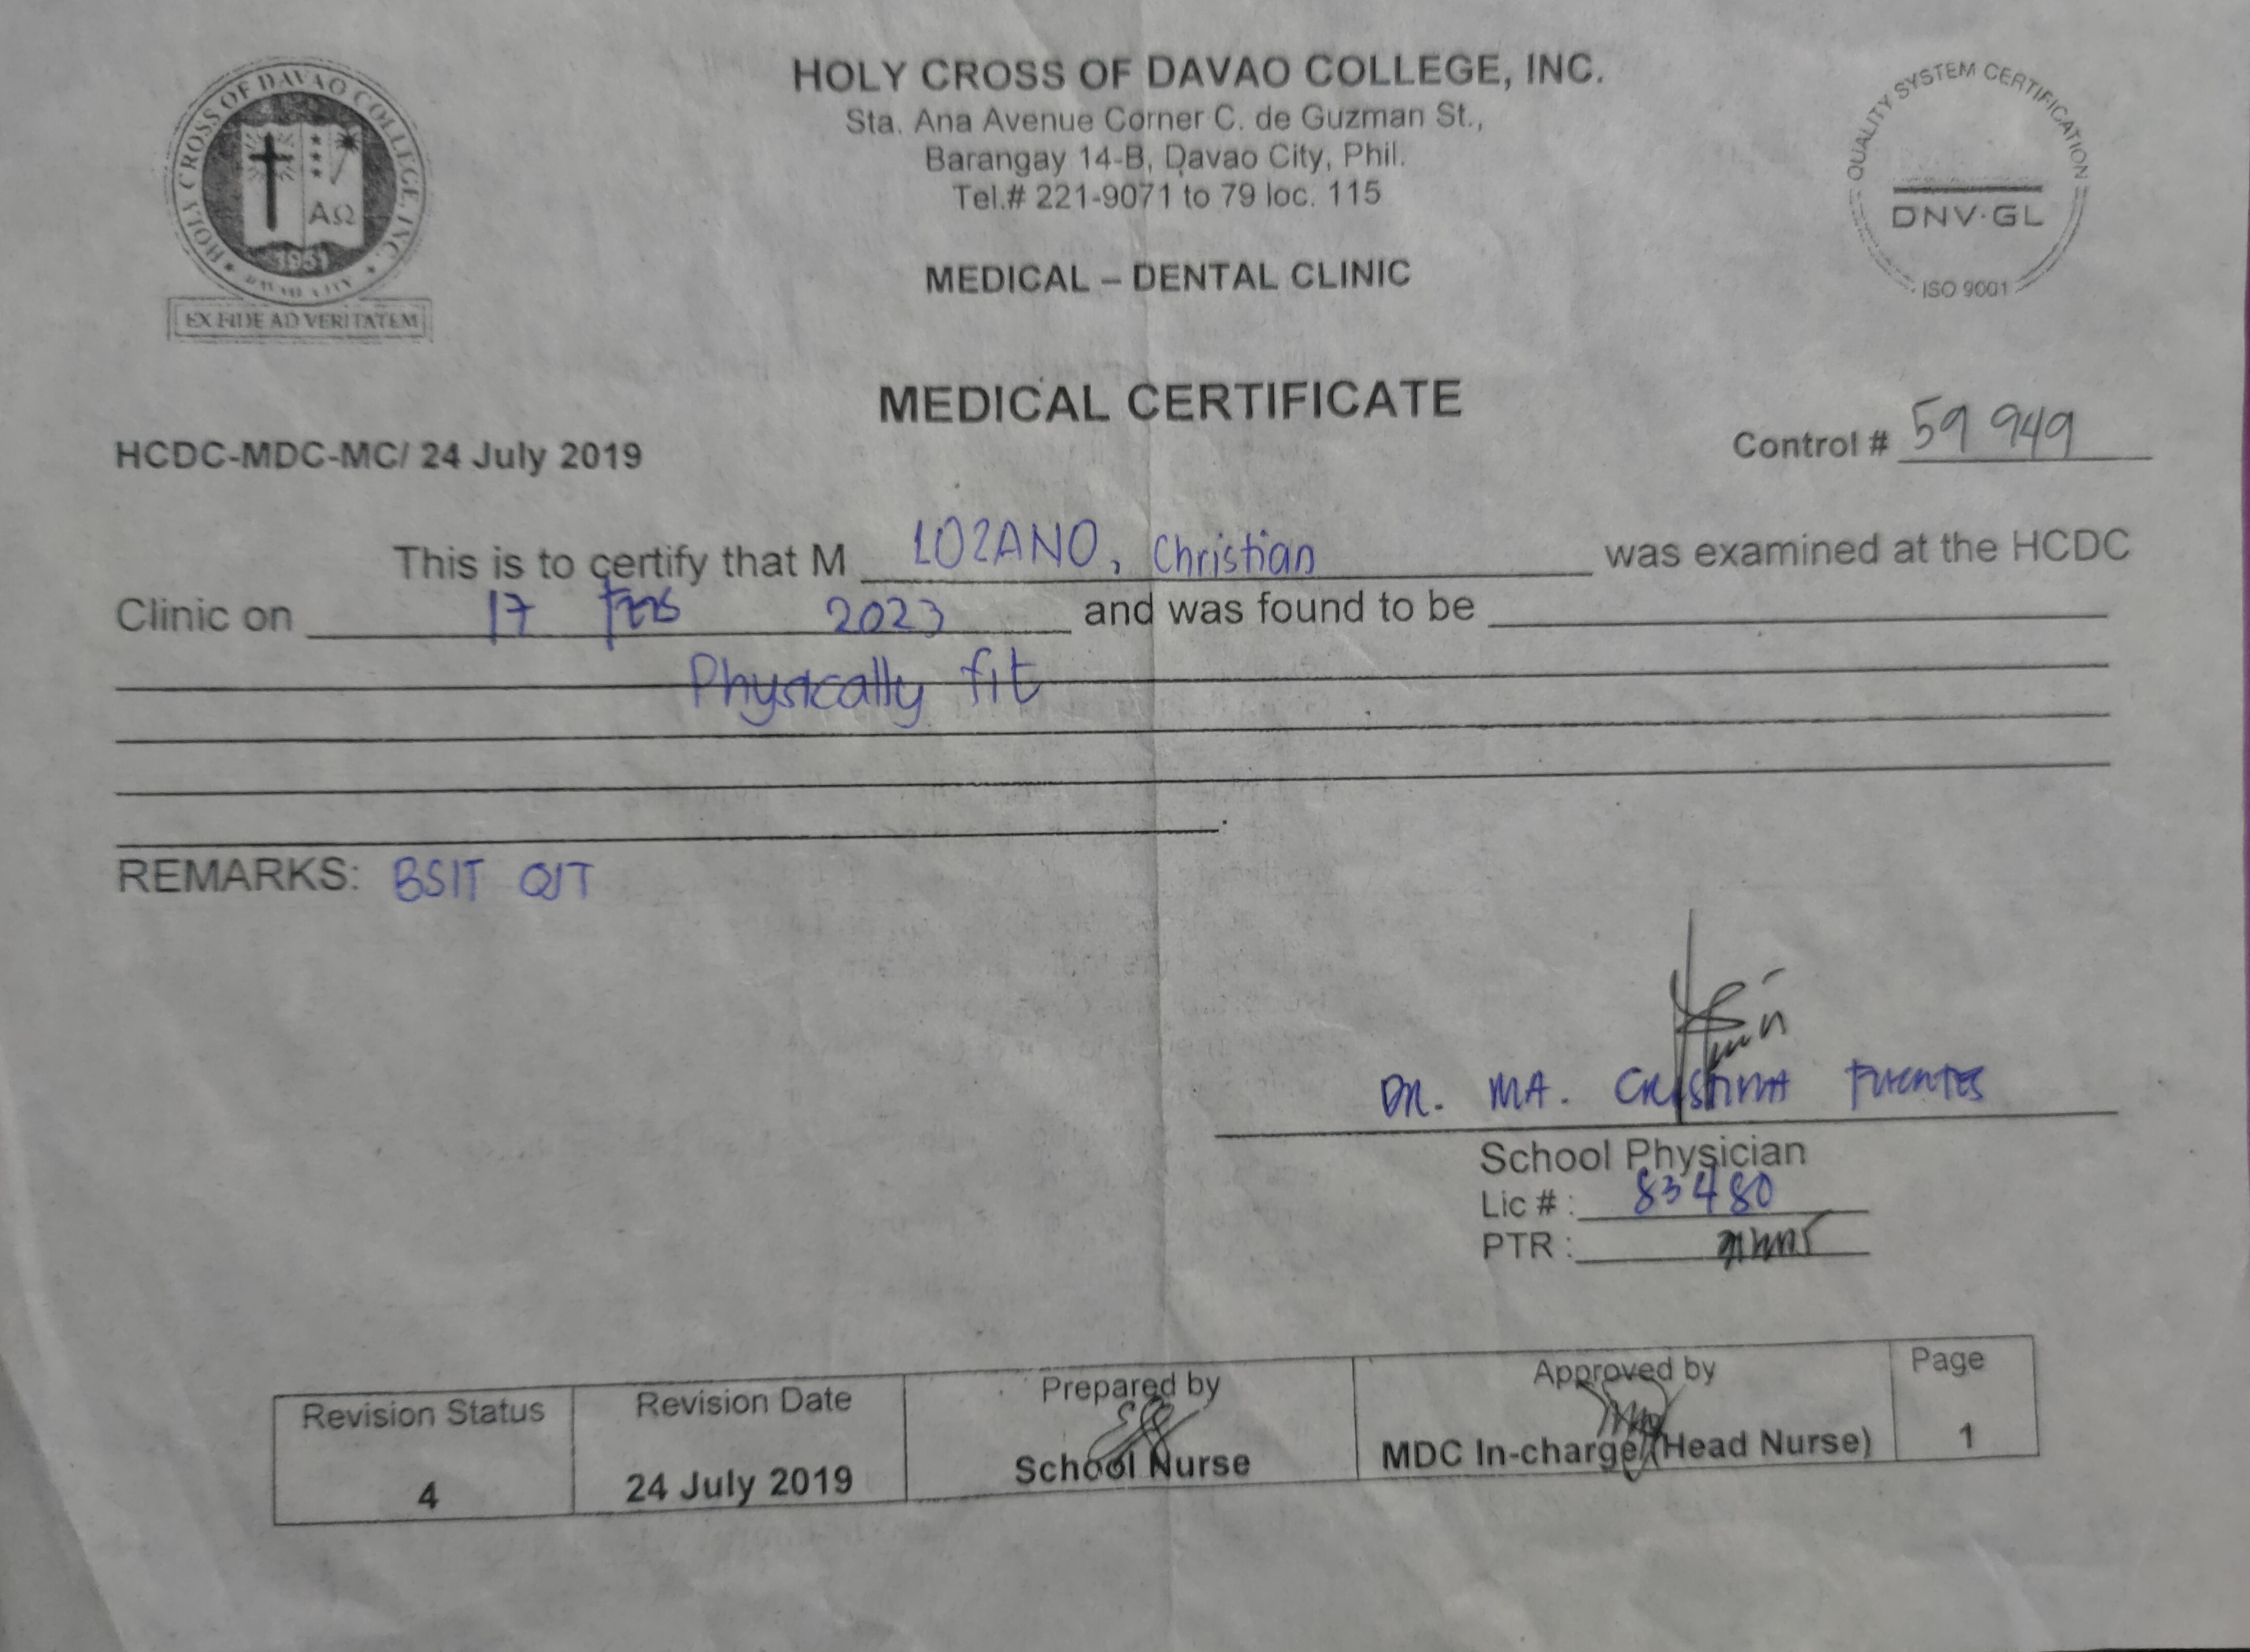 HOLY CROSS OF DAVAO COLLEGE, INC.
Sta. Ana Avenue Corner C. de Guzman St.,
Barangay 14-B, Davao City, Phil.
Tel.# 221-9071 to 79 loc. 115
MEDICAL – DENTAL CLINIC
HOLY CROSS OF DAVAO COLLEGE, INC.
ΑΩ
1951
DAVAO CITY
EX FIDE AD VERITATEM
QUALITY SYSTEM CERTIFICATION
DNV·GL
ISO 9001
MEDICAL CERTIFICATE
HCDC-MDC-MC/ 24 July 2019
Control # 59 949
This is to certify that M LOZANO, Christian was examined at the HCDC
Clinic on 17 FEB 2023 and was found to be
Physically fit
REMARKS: BSIT OJT
DR. MA. CRISTINA FUENTES
School Physician
Lic # : 83480
PTR :
Revision Status
4
Revision Date
24 July 2019
Prepared by
School Nurse
Approved by
MDC In-charge/(Head Nurse)
Page
1